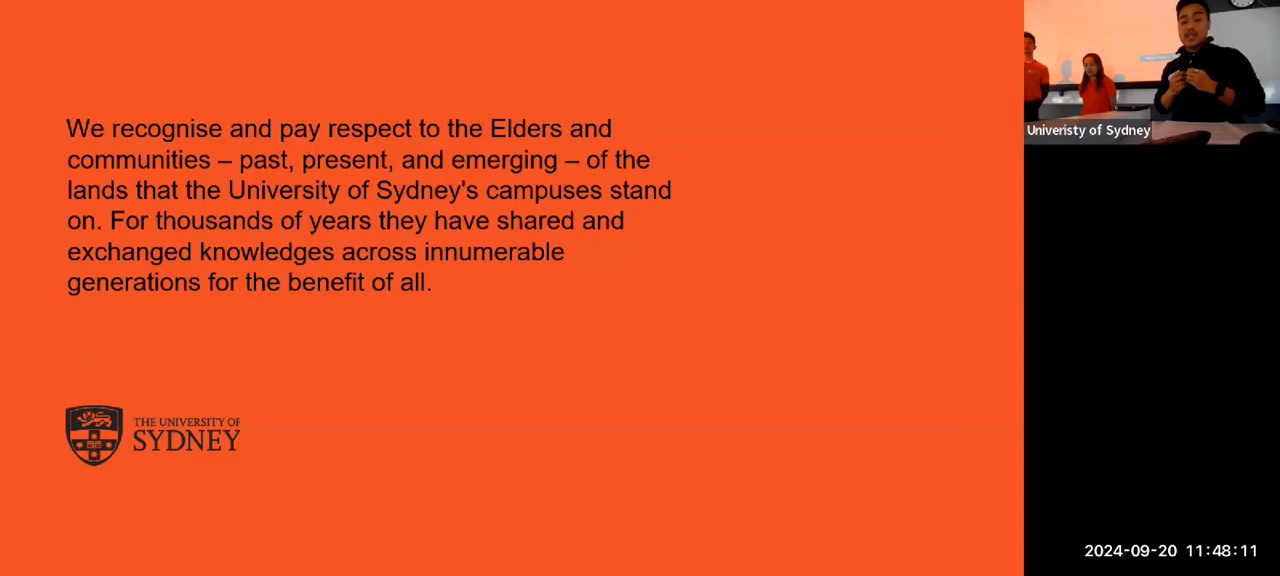 We recognise and pay respect to the Elders and
communities – past, present, and emerging – of the
lands that the University of Sydney's campuses stand
on. For thousands of years they have shared and
exchanged knowledges across innumerable
generations for the benefit of all.
THE UNIVERSITY OF
SYDNEY
Univeristy of Sydney
2024-09-20 11:48:11